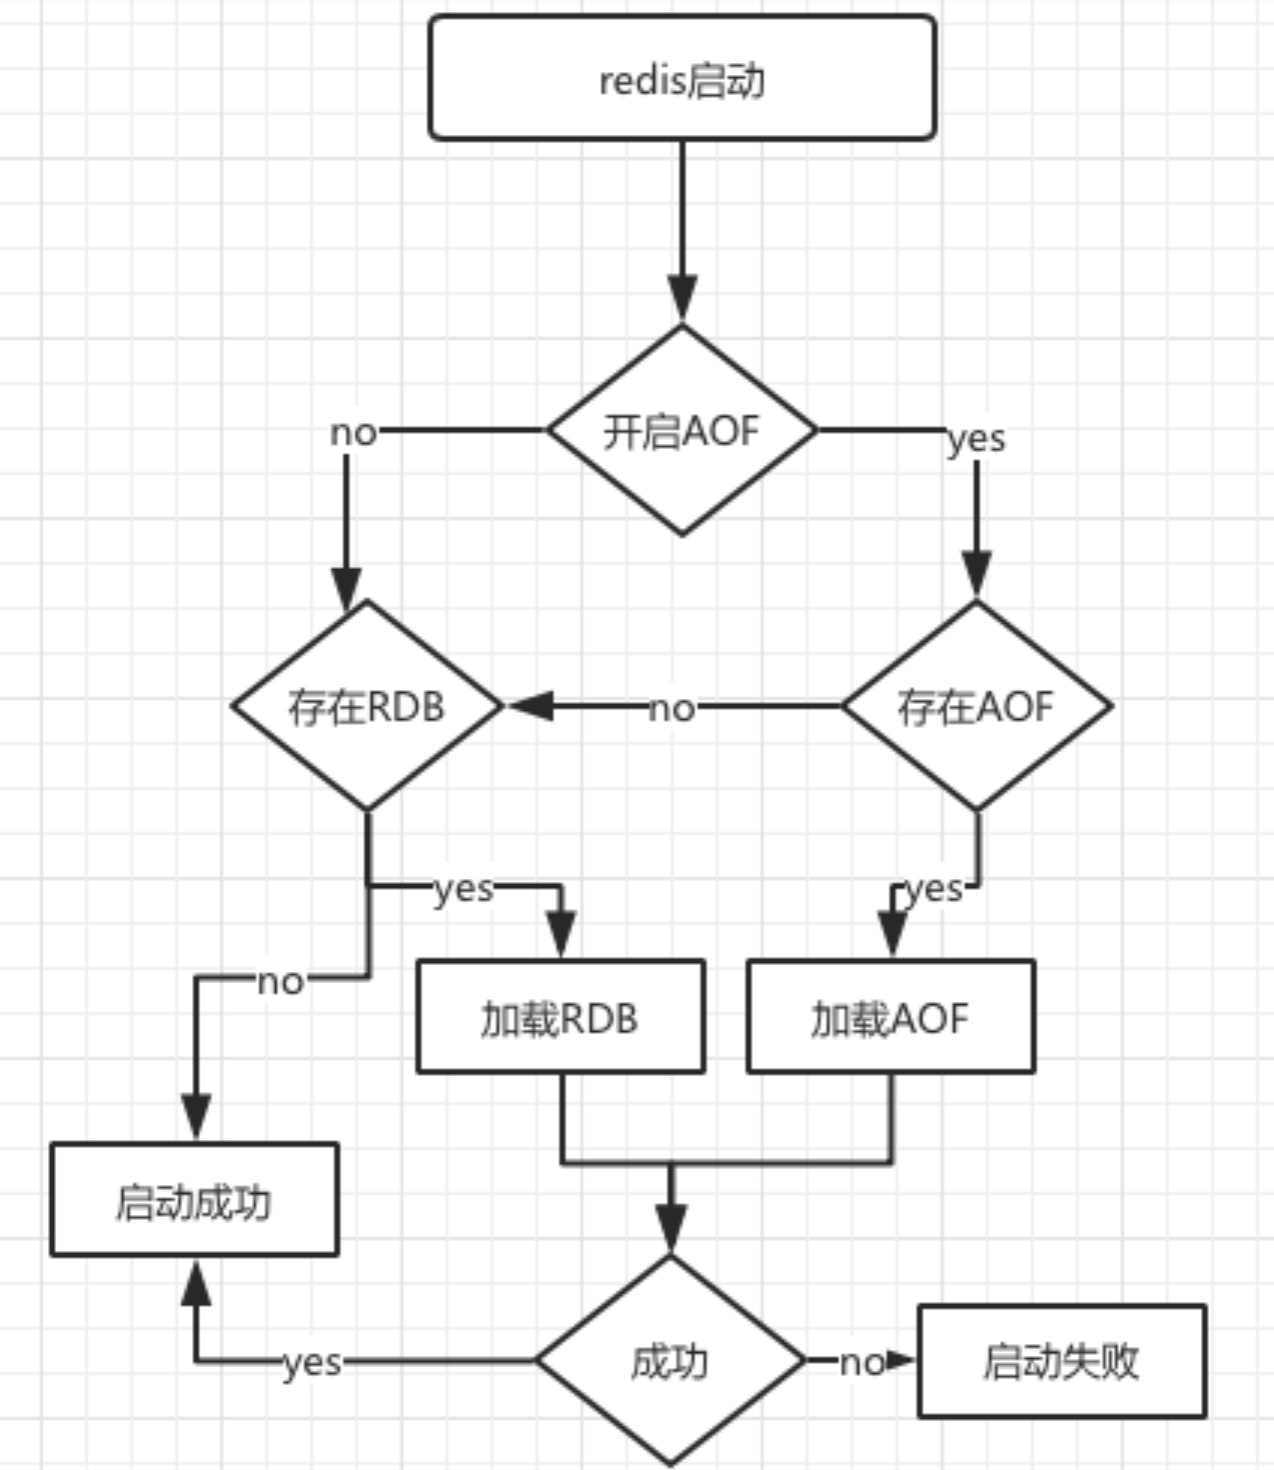 redis启动
开启AOF
no
yes
存在RDB
no
存在AOF
yes
yes
no
加载RDB
加载AOF
启动成功
yes
成功
no
启动失败